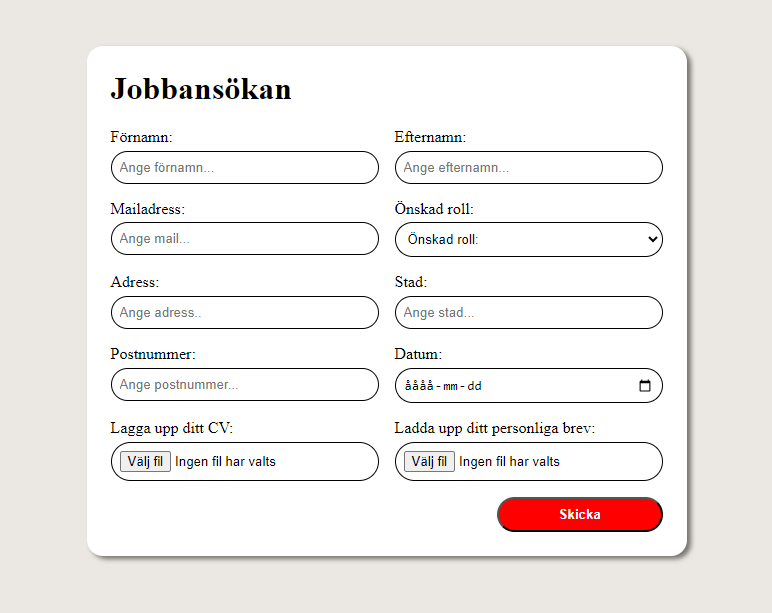 Jobbansökan
Förnamn: Efternamn:
Ange förnamn... Ange efternamn...
Mailadress: Önskad roll:
Ange mail... Önskad roll:
Adress: Stad:
Ange adress.. Ange stad...
Postnummer: Datum:
Ange postnummer... åååå-mm-dd
Lagga upp ditt CV: Ladda upp ditt personliga brev:
Välj fil Ingen fil har valts Välj fil Ingen fil har valts
Skicka